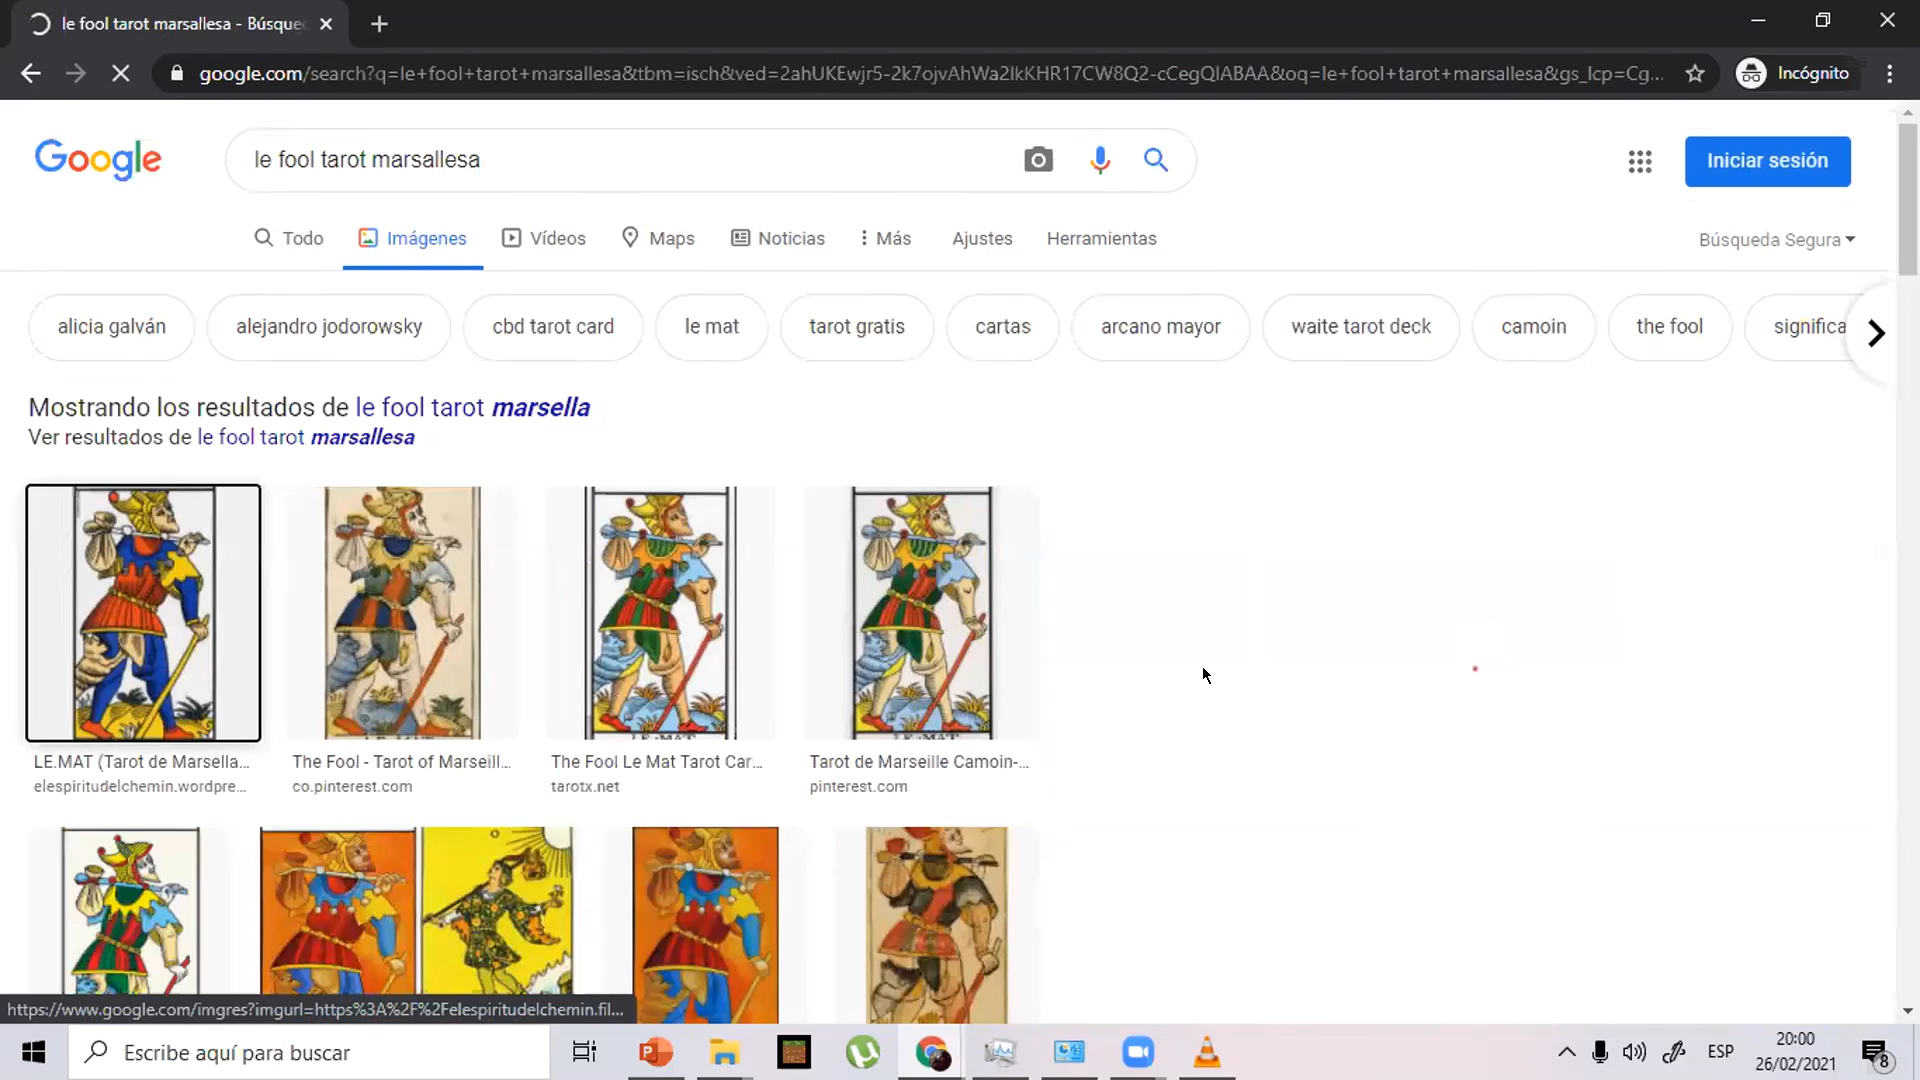 le fool tarot marsallesa - Búsque
google.com/search?q=le+fool+tarot+marsallesa&tbm=isch&ved=2ahUKEwjr5-2k7ojvAhWa2IkKHR17CW8Q2-cCegQIABAA&oq=le+fool+tarot+marsallesa&gs_lcp=Cg...
Incógnito
Google
le fool tarot marsallesa
Iniciar sesión
Todo
Imágenes
Vídeos
Maps
Noticias
Más
Ajustes
Herramientas
Búsqueda Segura
alicia galván
alejandro jodorowsky
cbd tarot card
le mat
tarot gratis
cartas
arcano mayor
waite tarot deck
camoin
the fool
significa
Mostrando los resultados de le fool tarot marsella
Ver resultados de le fool tarot marsallesa
LE.MAT (Tarot de Marsella...
The Fool - Tarot of Marseill...
The Fool Le Mat Tarot Car...
Tarot de Marseille Camoin-...
elespiritudelchemin.wordpre...
co.pinterest.com
tarotx.net
pinterest.com
https://www.google.com/imgres?imgurl=https%3A%2F%2Felespiritudelchemin.fil...
Escribe aquí para buscar
ESP
20:00
26/02/2021
8